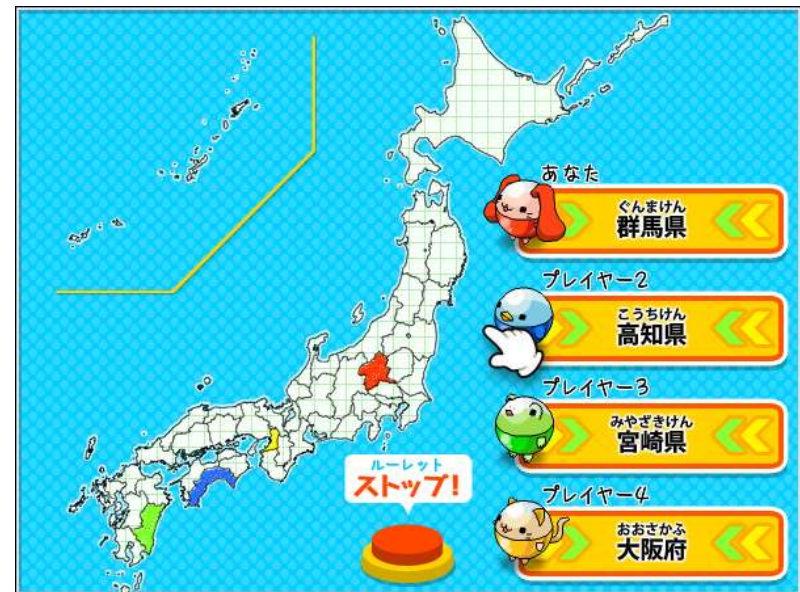 あなた
ぐんまけん
群馬県
プレイヤー2
こうちけん
高知県
プレイヤー3
みやざきけん
宮崎県
ルーレット
ストップ!
プレイヤー4
おおさかふ
大阪府